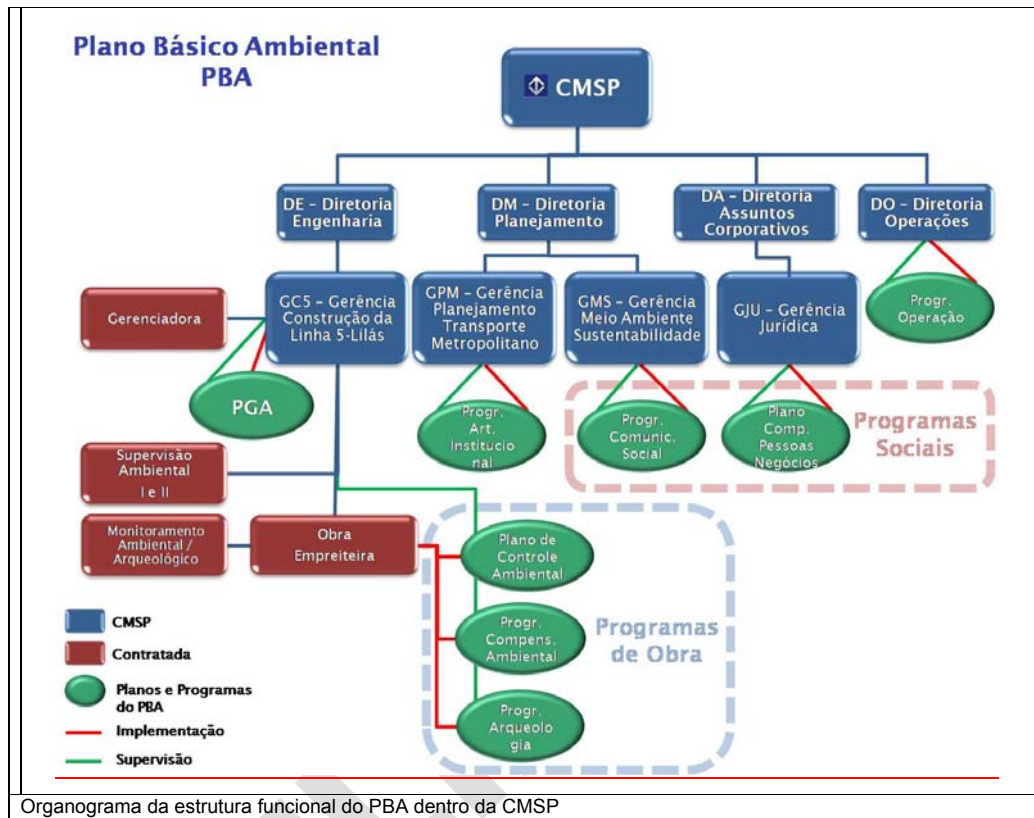 Plano Básico Ambiental
PBA
CMSP
DE – Diretoria
Engenharia
DM – Diretoria
Planejamento
DA – Diretoria
Assuntos
Corporativos
DO – Diretoria
Operações
Gerenciadora
GC5 – Gerência
Construção da
Linha 5-Lilás
GPM – Gerência
Planejamento
Transporte
Metropolitano
GMS – Gerência
Meio Ambiente
Sustentabilidade
GJU – Gerência
Jurídica
Progr.
Operação
PGA
Progr.
Art.
Institucio
nal
Progr.
Comunic.
Social
Plano
Comp.
Pessoas
Negócios
Programas
Sociais
Supervisão
Ambiental
I e II
Monitoramento
Ambiental /
Arqueológico
Obra
Empreiteira
Plano de
Controle
Ambiental
Progr.
Compens.
Ambiental
Progr.
Arqueolo
gia
Programas
de Obra
CMSP
Contratada
Planos e Programas
do PBA
Implementação
Supervisão
Organograma da estrutura funcional do PBA dentro da CMSP